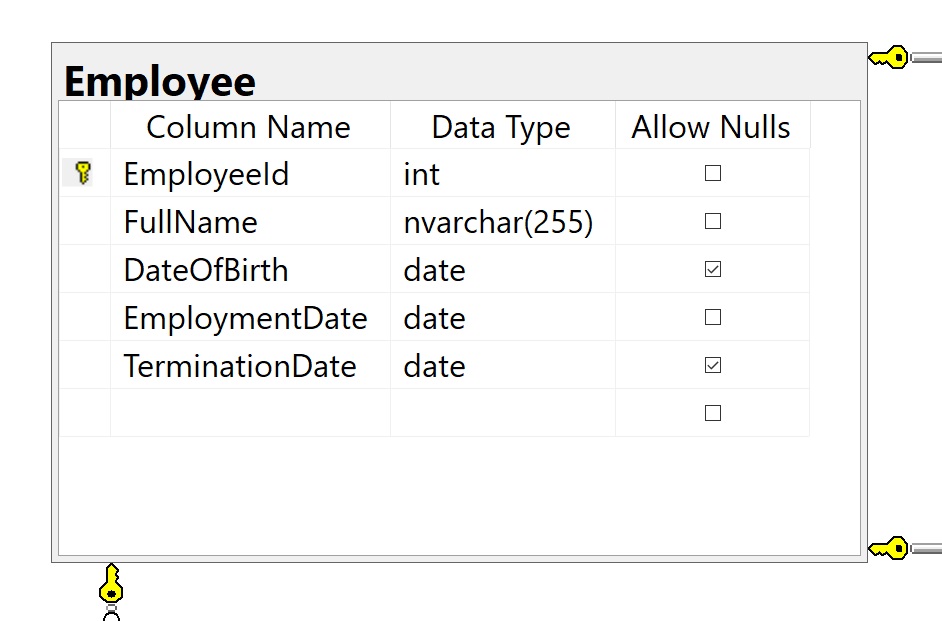 Employee
Column Name Data Type Allow Nulls
EmployeeId int
FullName nvarchar(255)
DateOfBirth date
EmploymentDate date
TerminationDate date